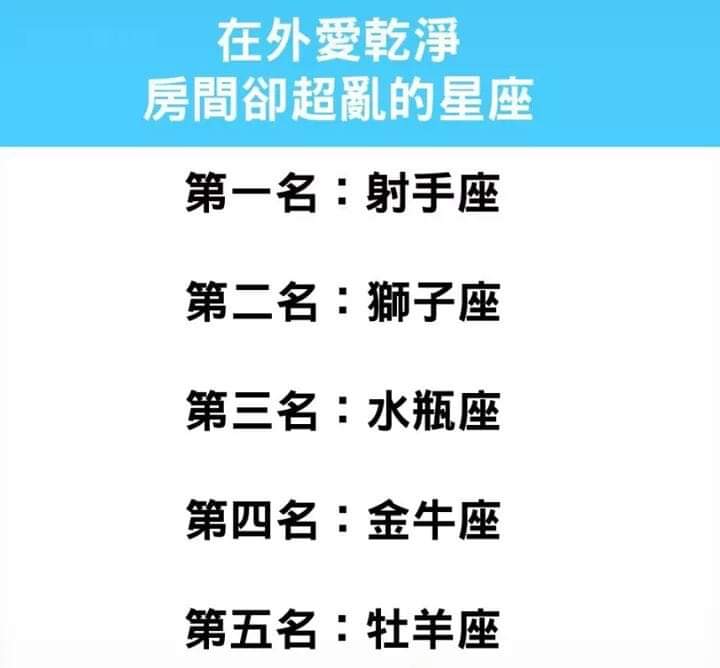 在外愛乾淨
房間卻超亂的星座
第一名：射手座
第二名：獅子座
第三名：水瓶座
第四名：金牛座
第五名：牡羊座